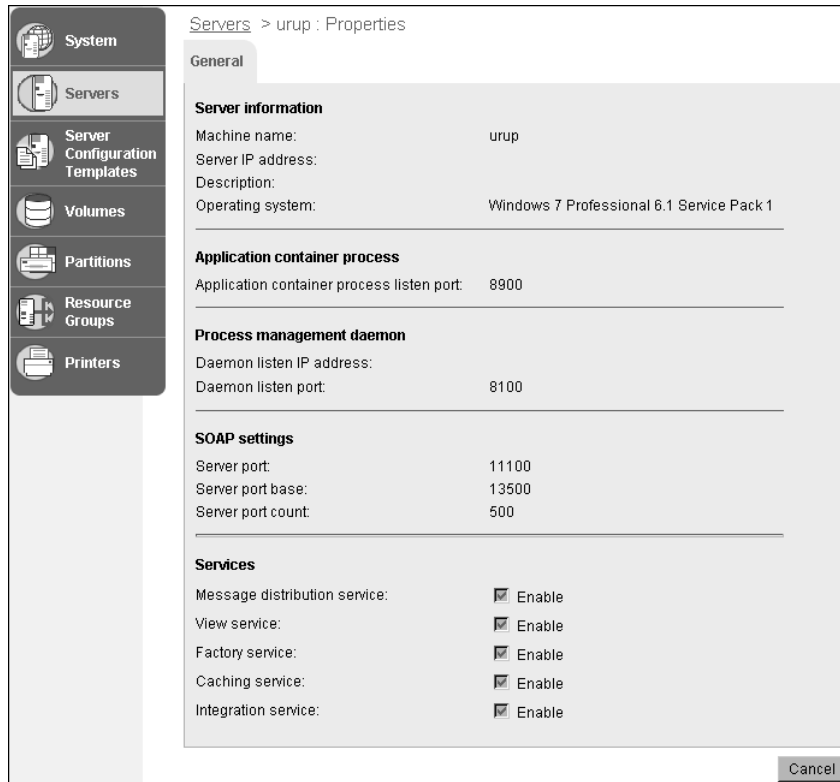 System
Servers
Server
Configuration
Templates
Volumes
Partitions
Resource
Groups
Printers
Servers > urup : Properties
General
Server information
Machine name: urup
Server IP address:
Description:
Operating system: Windows 7 Professional 6.1 Service Pack 1
Application container process
Application container process listen port: 8900
Process management daemon
Daemon listen IP address:
Daemon listen port: 8100
SOAP settings
Server port: 11100
Server port base: 13500
Server port count: 500
Services
Message distribution service: Enable
View service: Enable
Factory service: Enable
Caching service: Enable
Integration service: Enable
Cancel